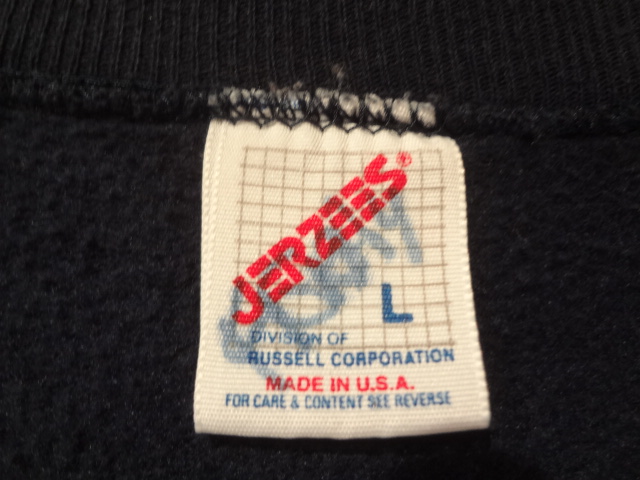 JERZEES®
L
DIVISION OF
RUSSELL CORPORATION
MADE IN U.S.A.
FOR CARE & CONTENT SEE REVERSE